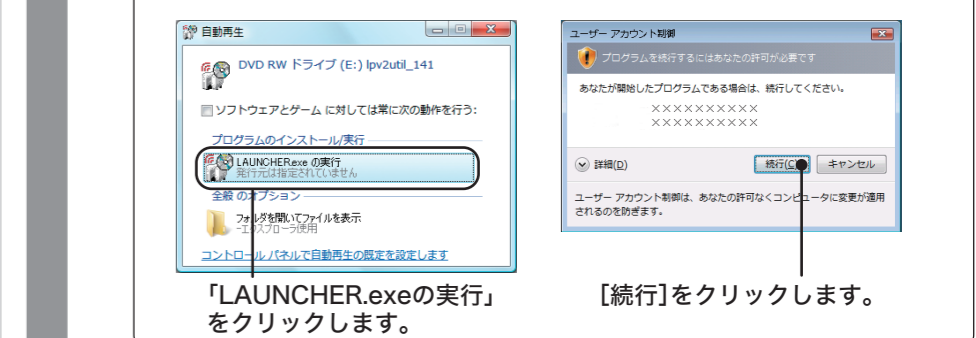 自動再生
DVD RW ドライブ (E:) lpv2util_141
ソフトウェアとゲーム に対しては常に次の動作を行う:
プログラムのインストール/実行
LAUNCHER.exe の実行
発行元は指定されていません
全般 のオプション
フォルダを開いてファイルを表示
-エクスプローラ使用
コントロール パネルで自動再生の既定を設定します
「LAUNCHER.exeの実行」
をクリックします。
ユーザー アカウント制御
プログラムを続行するにはあなたの許可が必要です
あなたが開始したプログラムである場合は、続行してください。
××××××××××
××××××××××
詳細(D)
続行(C)
キャンセル
ユーザー アカウント制御は、あなたの許可なくコンピュータに変更が適用
されるのを防ぎます。
[続行]をクリックします。